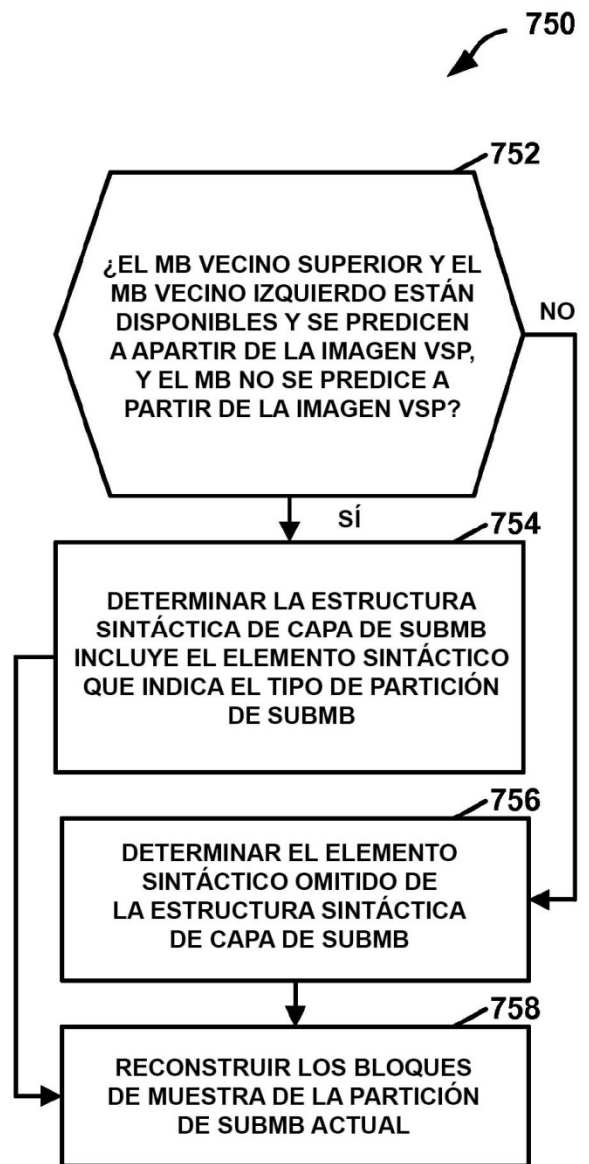 750
752
¿EL MB VECINO SUPERIOR Y EL
MB VECINO IZQUIERDO ESTÁN
DISPONIBLES Y SE PREDICEN
A APARTIR DE LA IMAGEN VSP,
Y EL MB NO SE PREDICE A
PARTIR DE LA IMAGEN VSP?
NO
SÍ
754
DETERMINAR LA ESTRUCTURA
SINTÁCTICA DE CAPA DE SUBMB
INCLUYE EL ELEMENTO SINTÁCTICO
QUE INDICA EL TIPO DE PARTICIÓN
DE SUBMB
756
DETERMINAR EL ELEMENTO
SINTÁCTICO OMITIDO DE
LA ESTRUCTURA SINTÁCTICA
DE CAPA DE SUBMB
758
RECONSTRUIR LOS BLOQUES
DE MUESTRA DE LA PARTICIÓN
DE SUBMB ACTUAL